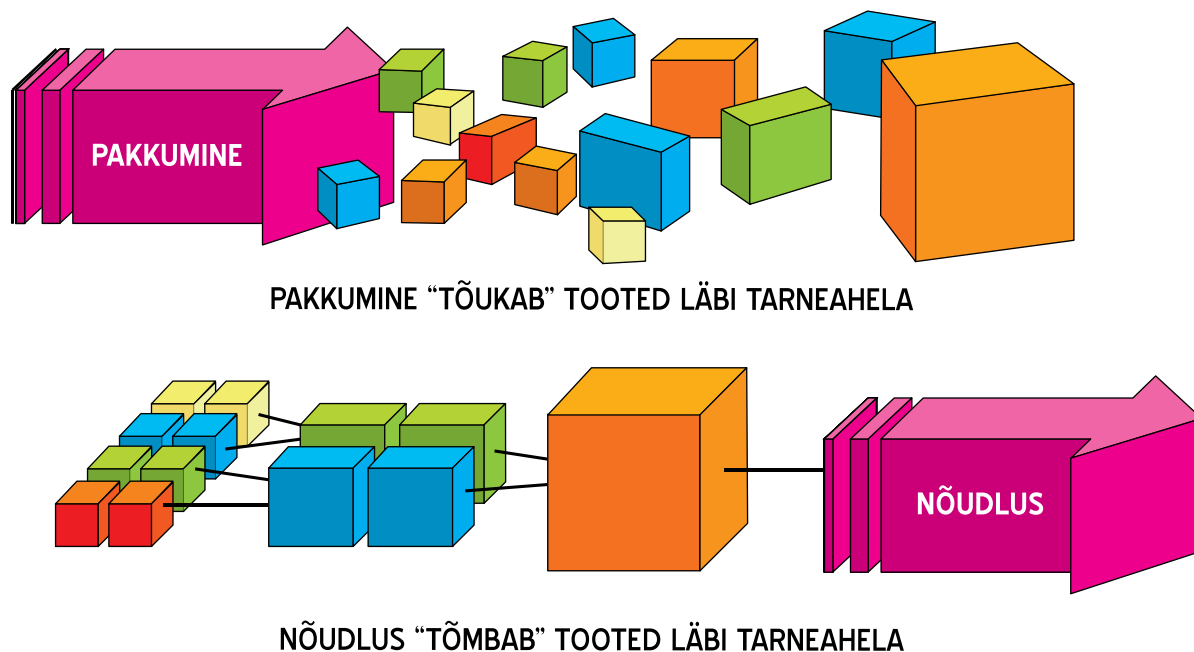 PAKKUMINE
PAKKUMINE “TÕUKAB” TOOTED LÄBI TARNEAHELA
NÕUDLUS
NÕUDLUS “TÕMBAB” TOOTED LÄBI TARNEAHELA